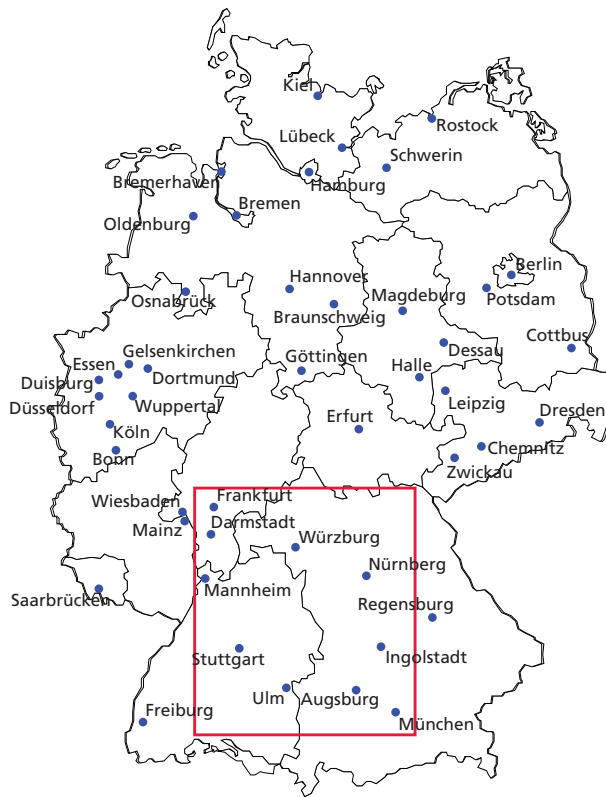 Kiel
Rostock
Lübeck
Schwerin
Bremerhaven
Hamburg
Bremen
Oldenburg
Berlin
Hannover
Osnabrück
Magdeburg
Potsdam
Braunschweig
Cottbus
Dessau
Gelsenkirchen
Göttingen
Essen
Halle
Duisburg
Dortmund
Leipzig
Düsseldorf
Wuppertal
Dresden
Erfurt
Köln
Chemnitz
Bonn
Zwickau
Frankfurt
Wiesbaden
Darmstadt
Mainz
Würzburg
Nürnberg
Mannheim
Saarbrücken
Regensburg
Stuttgart
Ingolstadt
Ulm
Augsburg
Freiburg
München